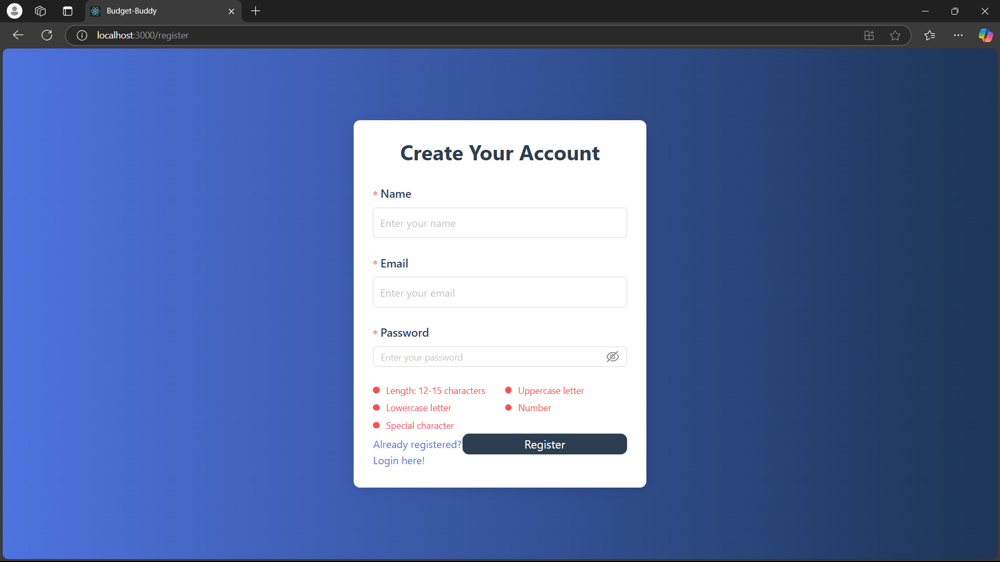 Budget-Buddy
localhost:3000/register
Create Your Account
* Name
Enter your name
* Email
Enter your email
* Password
Enter your password
Length: 12-15 characters
Uppercase letter
Lowercase letter
Number
Special character
Already registered?
Login here!
Register